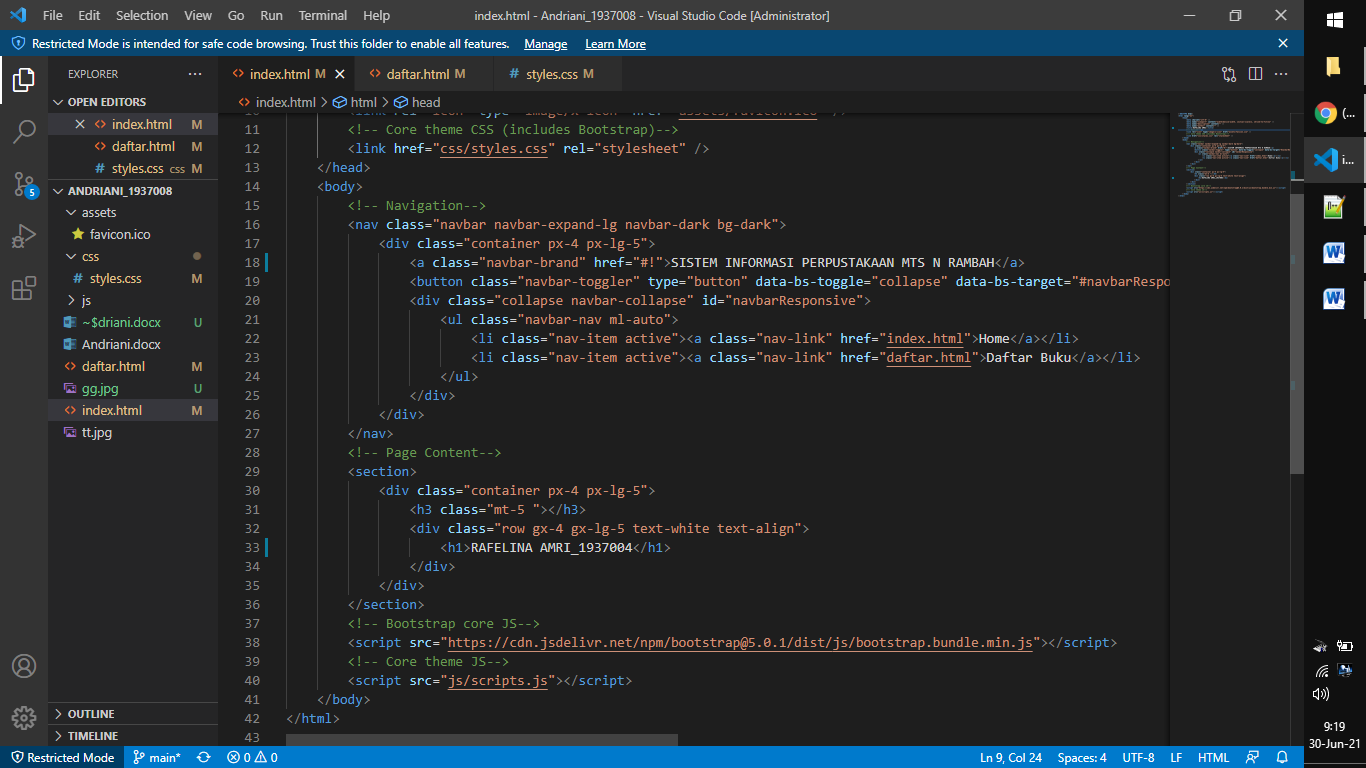 File Edit Selection View Go Run Terminal Help index.html - Andriani_1937008 - Visual Studio Code [Administrator]
Restricted Mode is intended for safe code browsing. Trust this folder to enable all features. Manage Learn More
EXPLORER
OPEN EDITORS
index.html M
daftar.html M
styles.css css M
ANDRIANI_1937008
assets
favicon.ico
css
styles.css M
js
~$driani.docx U
Andriani.docx
daftar.html M
gg.jpg U
index.html M
tt.jpg
OUTLINE
TIMELINE
5
<> index.html M <> daftar.html M # styles.css M
<> index.html > html > head
11 <!-- Core theme CSS (includes Bootstrap)-->
12 <link href="css/styles.css" rel="stylesheet" />
13 </head>
14 <body>
15 <!-- Navigation-->
16 <nav class="navbar navbar-expand-lg navbar-dark bg-dark">
17 <div class="container px-4 px-lg-5">
18 <a class="navbar-brand" href="#!">SISTEM INFORMASI PERPUSTAKAAN MTS N RAMBAH</a>
19 <button class="navbar-toggler" type="button" data-bs-toggle="collapse" data-bs-target="#navbarRespo
20 <div class="collapse navbar-collapse" id="navbarResponsive">
21 <ul class="navbar-nav ml-auto">
22 <li class="nav-item active"><a class="nav-link" href="index.html">Home</a></li>
23 <li class="nav-item active"><a class="nav-link" href="daftar.html">Daftar Buku</a></li>
24 </ul>
25 </div>
26 </div>
27 </nav>
28 <!-- Page Content-->
29 <section>
30 <div class="container px-4 px-lg-5">
31 <h3 class="mt-5 "></h3>
32 <div class="row gx-4 gx-lg-5 text-white text-align">
33 <h1>RAFELINA AMRI_1937004</h1>
34 </div>
35 </div>
36 </section>
37 <!-- Bootstrap core JS-->
38 <script src="https://cdn.jsdelivr.net/npm/bootstrap@5.0.1/dist/js/bootstrap.bundle.min.js"></script>
39 <!-- Core theme JS-->
40 <script src="js/scripts.js"></script>
41 </body>
42 </html>
43
Restricted Mode main* 0 0 Ln 9, Col 24 Spaces: 4 UTF-8 LF HTML
(...
i...
9:19
30-Jun-21